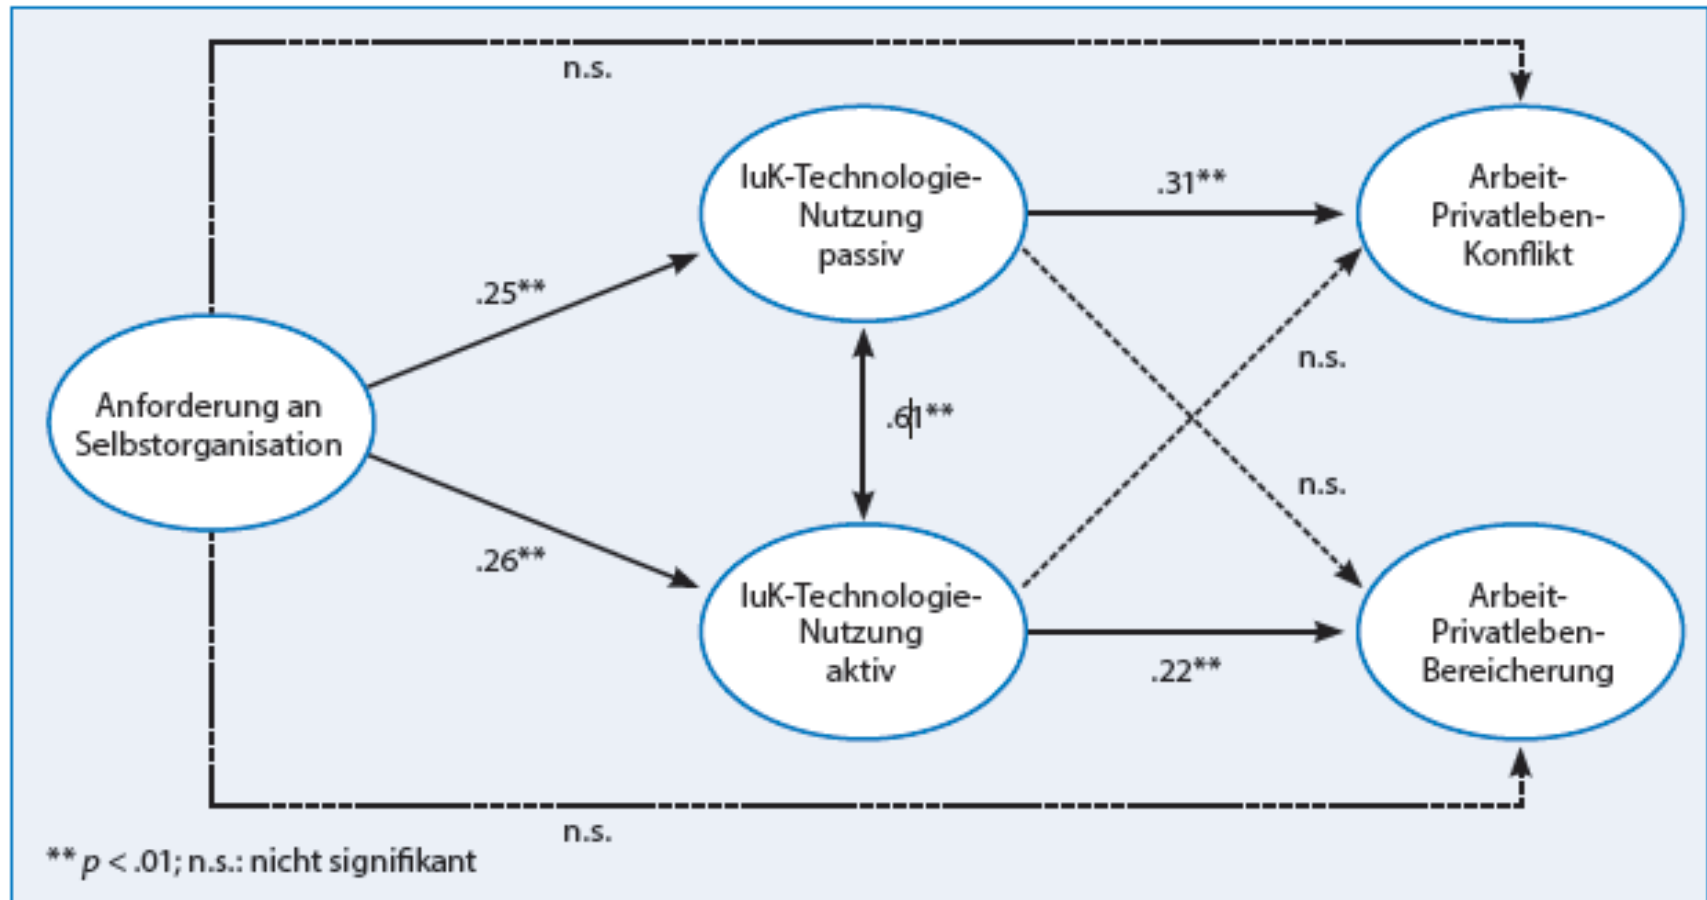 n.s.
IuK-Technologie-
Nutzung
passiv
.31**
Arbeit-
Privatleben-
Konflikt
.25**
n.s.
Anforderung an
Selbstorganisation
.61**
n.s.
.26**
IuK-Technologie-
Nutzung
aktiv
.22**
Arbeit-
Privatleben-
Bereicherung
n.s.
** p < .01; n.s.: nicht signifikant